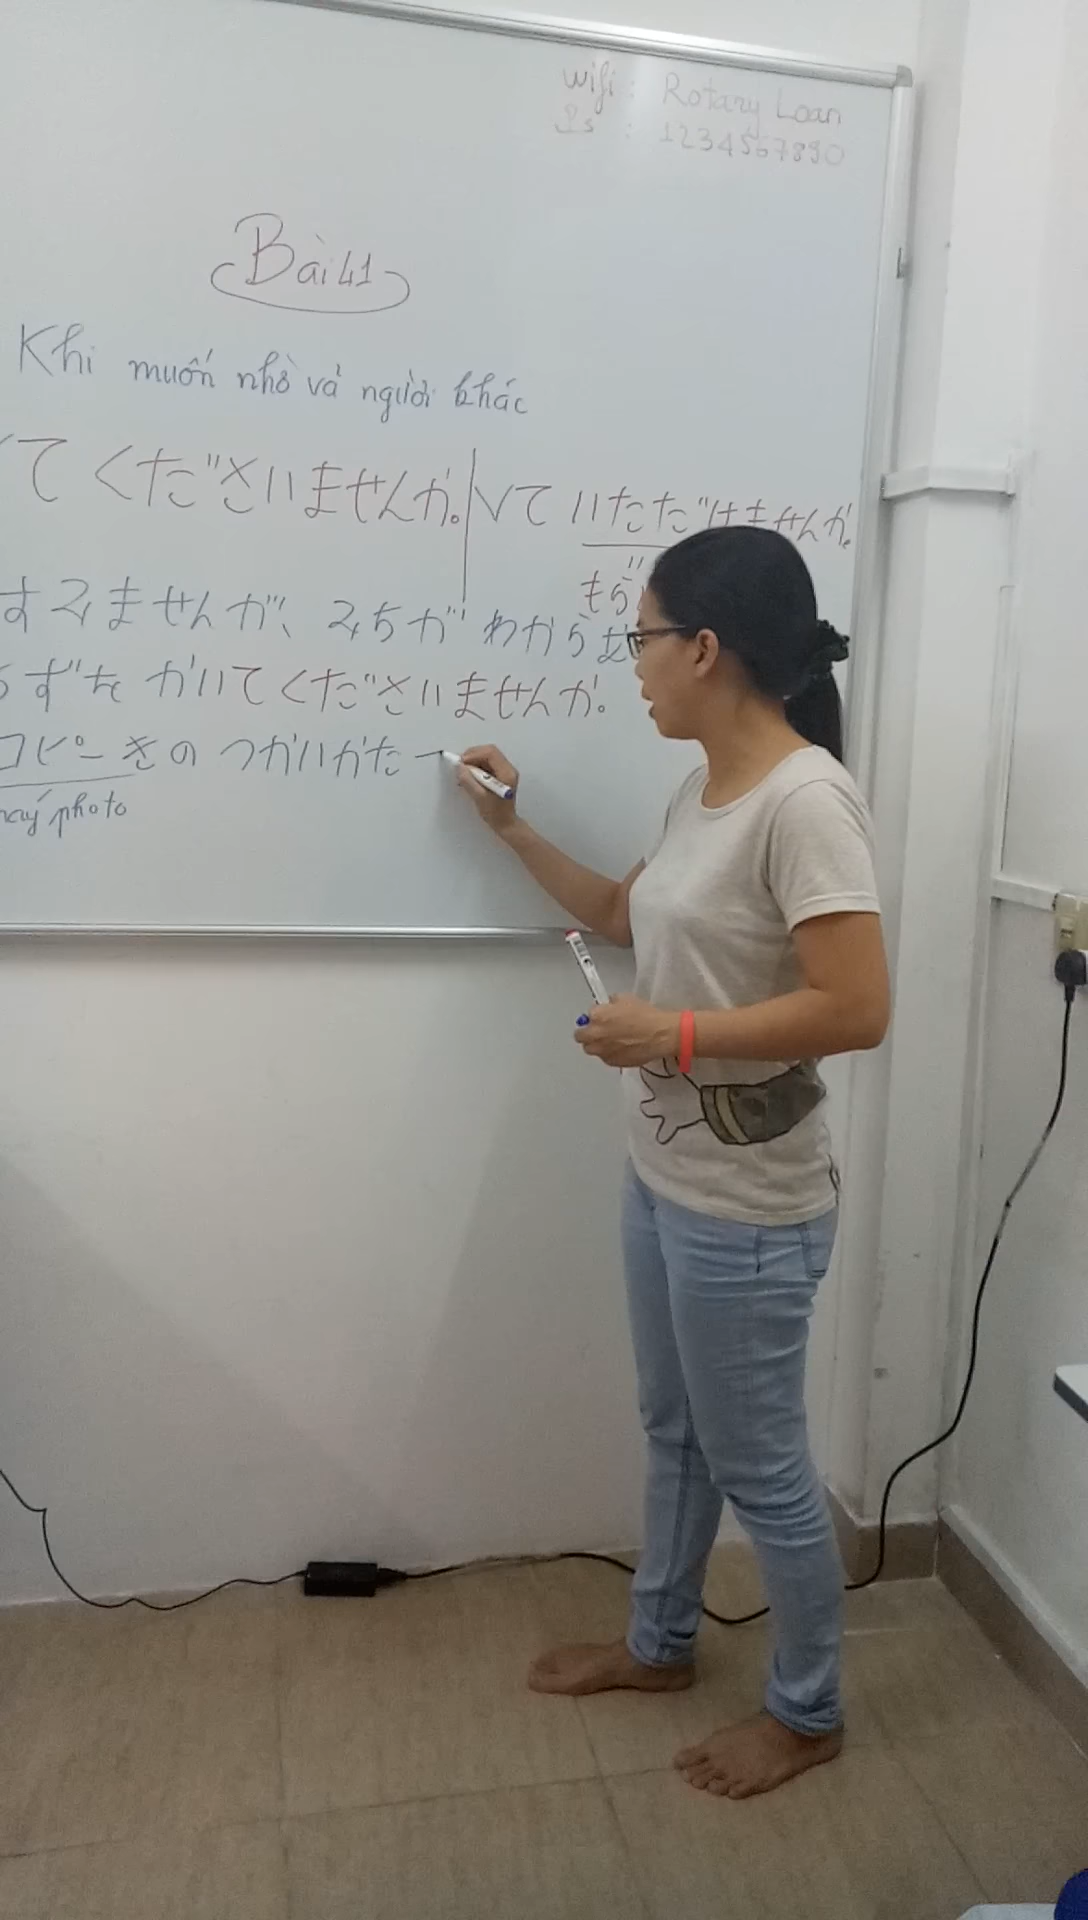 wifi : Rotary Loan
Ps : 1234567890
Bài 41
Khi muốn nhờ vả người khác
Vて くださいませんか。 Vて いただけませんか。
もら
すみませんが、みちが わからな
ずを かいてくださいませんか。
コピーきの つかいかた
máy photo